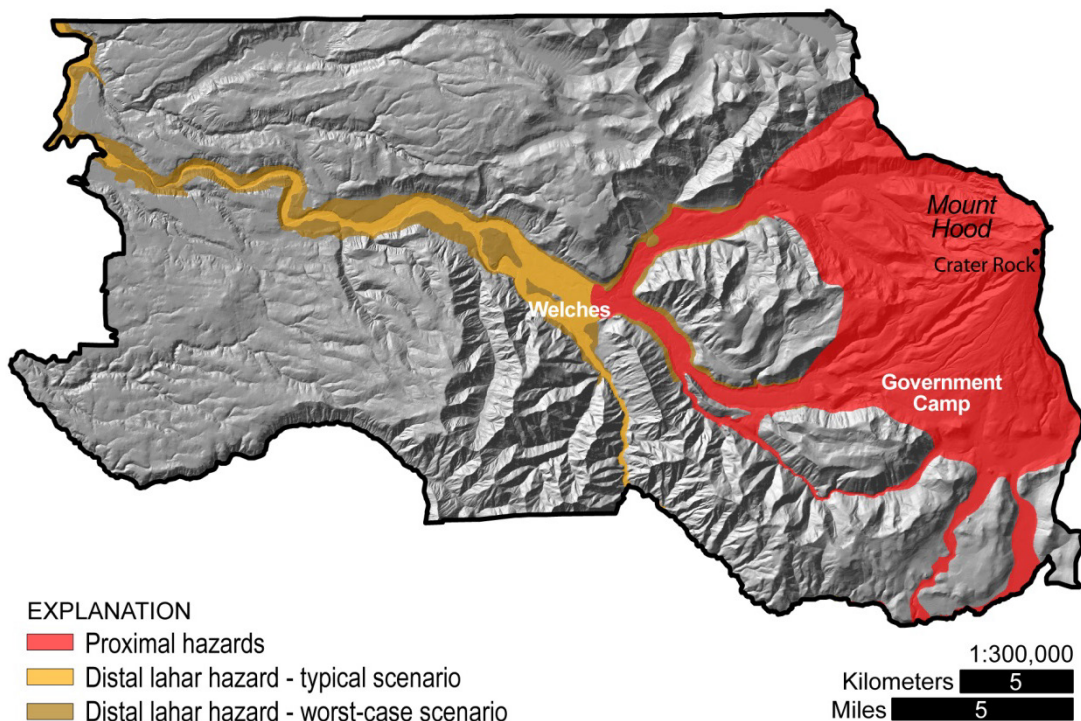 Mount
Hood
Crater Rock
Welches
Government
Camp
EXPLANATION
Proximal hazards
Distal lahar hazard - typical scenario
Distal lahar hazard - worst-case scenario
1:300,000
Kilometers 5
Miles 5